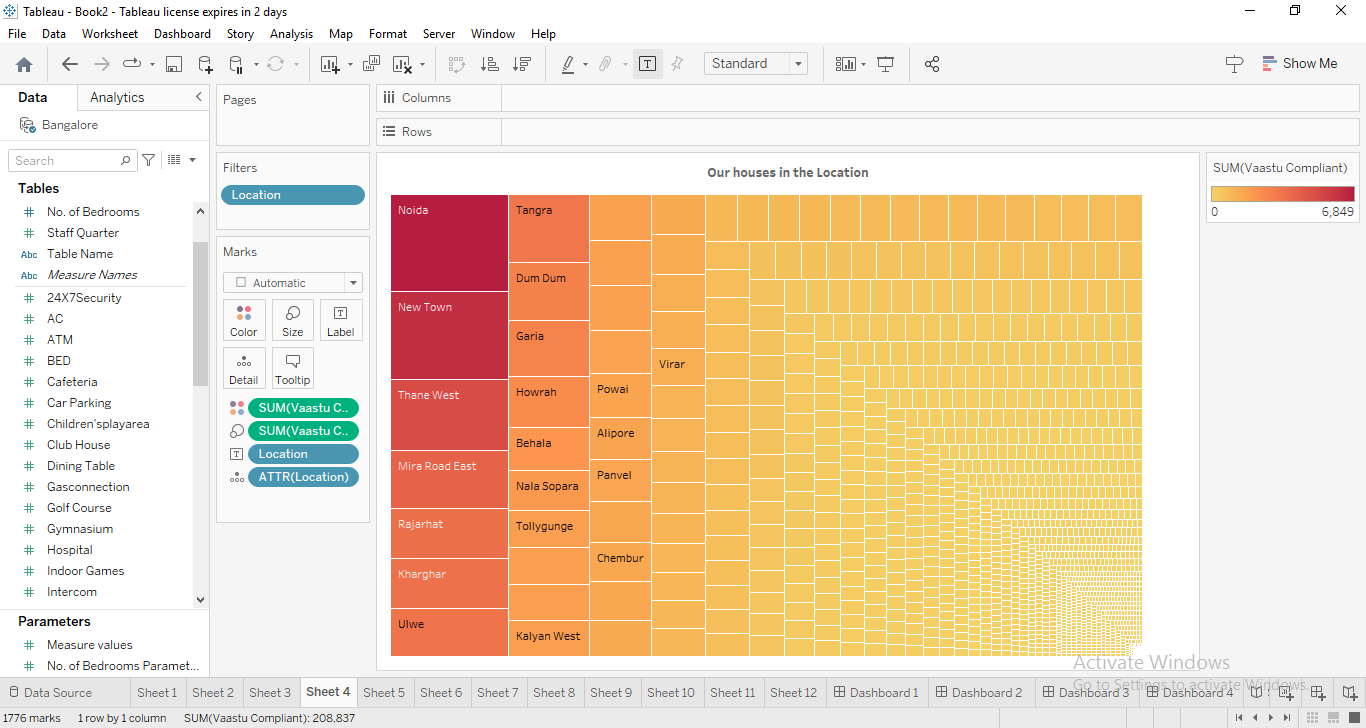 Tableau - Book2 - Tableau license expires in 2 days
File Data Worksheet Dashboard Story Analysis Map Format Server Window Help
Standard
Show Me
Data Analytics
Bangalore
Search
Tables
No. of Bedrooms
Staff Quarter
Abc Table Name
Abc Measure Names
24X7Security
AC
ATM
BED
Cafeteria
Car Parking
Children'splayarea
Club House
Dining Table
Gasconnection
Golf Course
Gymnasium
Hospital
Indoor Games
Intercom
Parameters
Measure values
No. of Bedrooms Paramet...
Pages
Filters
Location
Marks
Automatic
Color Size Label
Detail Tooltip
SUM(Vaastu C..
SUM(Vaastu C..
Location
ATTR(Location)
Columns
Rows
Our houses in the Location
Noida
New Town
Thane West
Mira Road East
Rajarhat
Kharghar
Ulwe
Tangra
Dum Dum
Garia
Howrah
Behala
Nala Sopara
Tollygunge
Kalyan West
Powai
Alipore
Panvel
Chembur
Virar
SUM(Vaastu Compliant)
0 6,849
Activate Windows
Go to Settings to activate Windows.
Data Source Sheet 1 Sheet 2 Sheet 3 Sheet 4 Sheet 5 Sheet 6 Sheet 7 Sheet 8 Sheet 9 Sheet 10 Sheet 11 Sheet 12 Dashboard 1 Dashboard 2 Dashboard 3 Dashboard 4
1776 marks 1 row by 1 column SUM(Vaastu Compliant): 208,837